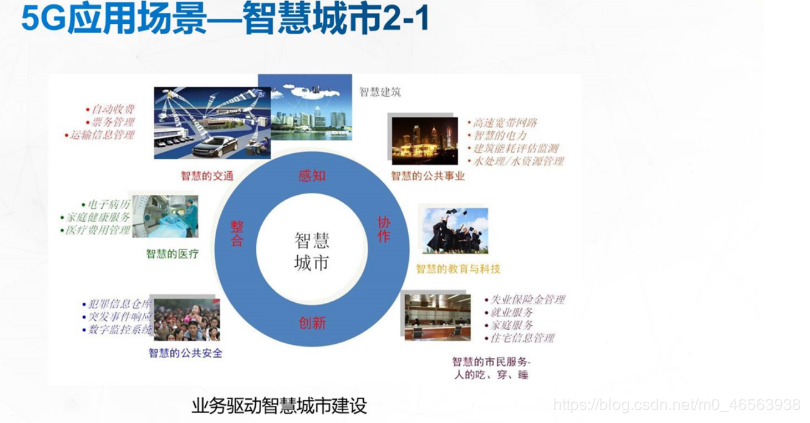 5G应用场景—智慧城市2-1
智慧建筑
• 自动收费
• 票务管理
• 运输信息管理
智慧的交通
• 高速宽带网路
• 智慧的电力
• 建筑能耗评估监测
• 水处理/水资源管理
智慧的公共事业
感知
整合
协作
创新
智慧
城市
• 电子病历
• 家庭健康服务
• 医疗费用管理
智慧的医疗
智慧的教育与科技
• 犯罪信息仓库
• 突发事件响应
• 数字监控系统
智慧的公共安全
• 失业保险金管理
• 就业服务
• 家庭服务
• 住宅信息管理
智慧的市民服务-
人的吃、穿、睡
业务驱动智慧城市建设
https://blog.csdn.net/m0_46563938